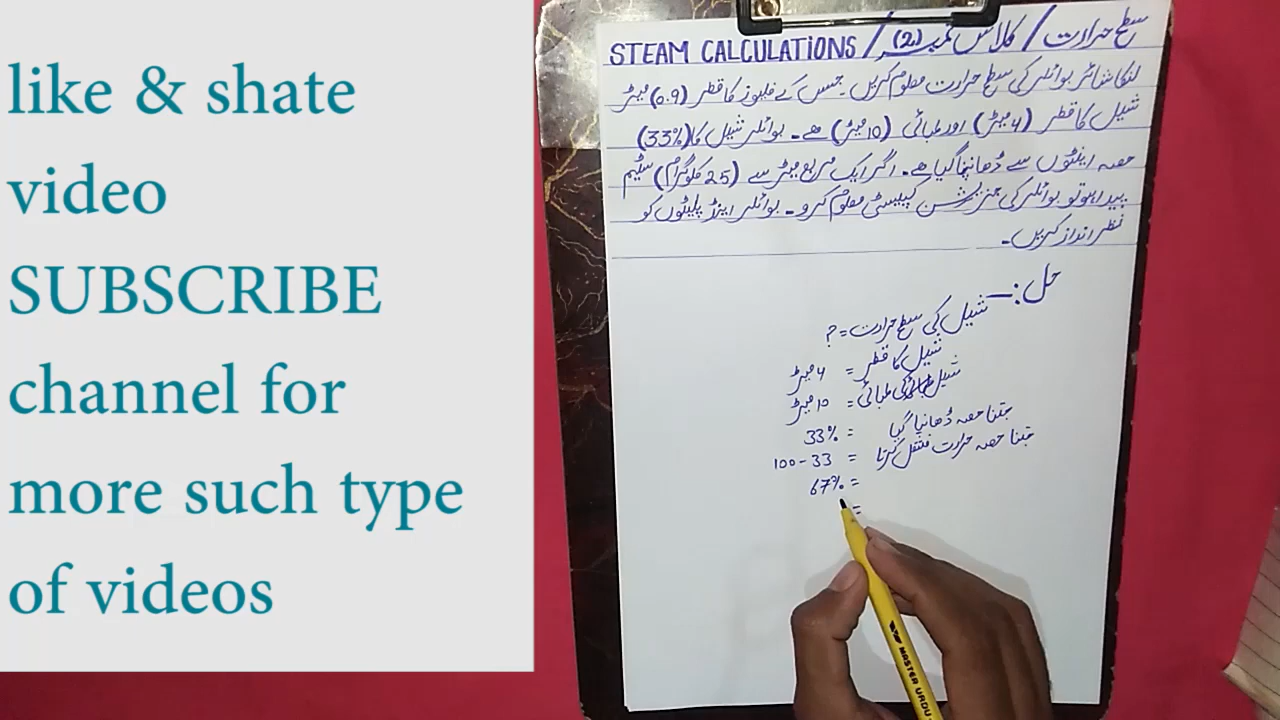 like & shate
video
SUBSCRIBE
channel for
more such type
of videos
STEAM CALCULATIONS / سطح حرارت / کلاس نمبر (2)
لنکاشائر بوائلر کی سطح حرارت معلوم کریں جس کے فلیوز کا قطر (0.9) میٹر
شیل کا قطر (4 میٹر) اور لمبائی (10 میٹر) ہے۔ بوائلر شیل کا (33%)
حصہ اینٹوں سے ڈھانپا گیا ہے۔ اگر ایک مربع میٹر سے (25 کلوگرام) سٹیم
پیدا ہو تو بوائلر کی جنریشن کیپسٹی معلوم کرو۔ بوائلر اینڈ پلیٹوں کو
نظر انداز کریں۔
حل :-
شیل کی سطح حرارت = ?
شیل کا قطر = 4 میٹر
شیل کی لمبائی = 10 میٹر
جتنا حصہ ڈھانپا گیا = 33%
جتنا حصہ حرارت منتقل کرتا = 100-33
= 67%
=
MASTER URDU